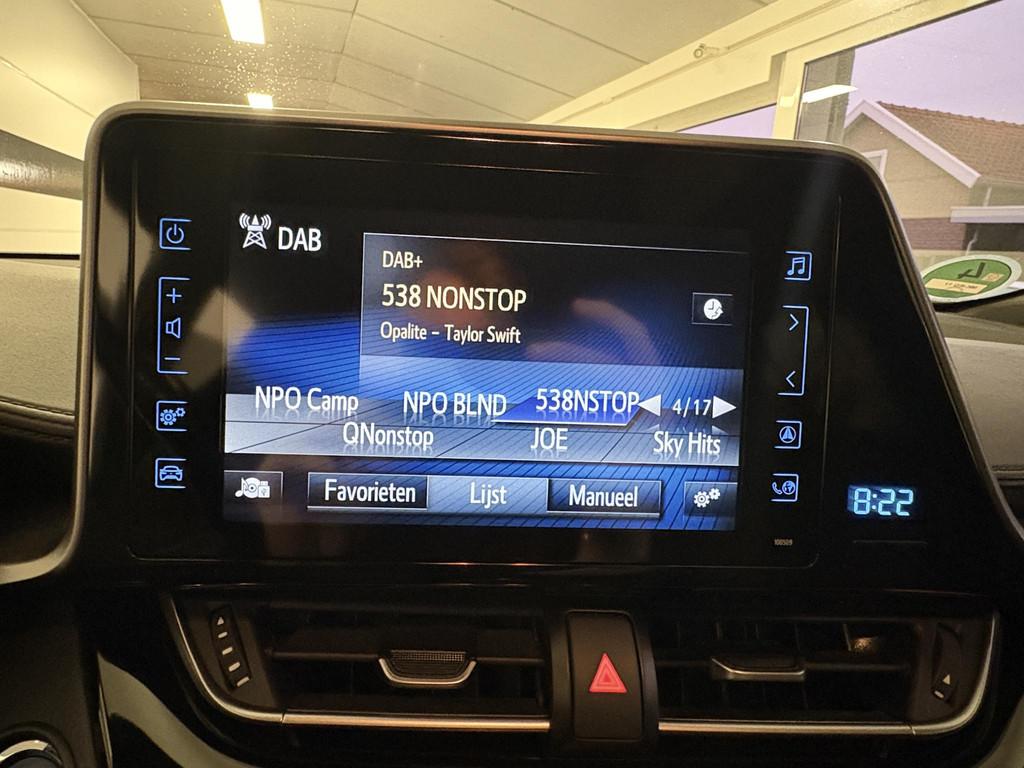 DAB
DAB+
538 NONSTOP
Opalite - Taylor Swift
NPO Camp NPO BLND 538NSTOP 4/17
QNonstop JOE Sky Hits
Favorieten Lijst Manueel
8:22
100509